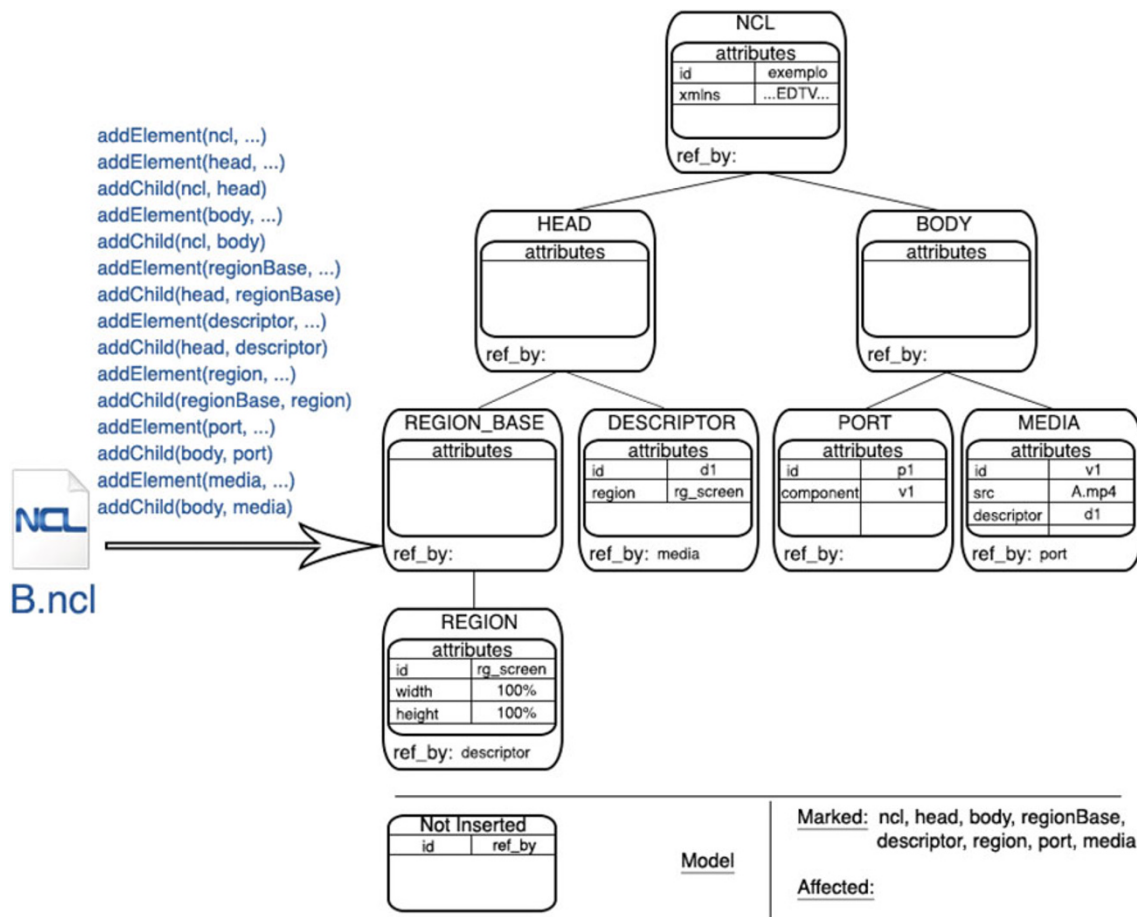 NCL
attributes
id exemplo
xmlns ...EDTV...
ref_by:
addElement(ncl, ...)
addElement(head, ...)
addChild(ncl, head)
addElement(body, ...)
addChild(ncl, body)
addElement(regionBase, ...)
addChild(head, regionBase)
addElement(descriptor, ...)
addChild(head, descriptor)
addElement(region, ...)
addChild(regionBase, region)
addElement(port, ...)
addChild(body, port)
addElement(media, ...)
addChild(body, media)
NCL
B.ncl
HEAD
attributes
ref_by:
BODY
attributes
ref_by:
REGION_BASE
attributes
ref_by:
DESCRIPTOR
attributes
id d1
region rg_screen
ref_by: media
PORT
attributes
id p1
component v1
ref_by:
MEDIA
attributes
id v1
src A.mp4
descriptor d1
ref_by: port
REGION
attributes
id rg_screen
width 100%
height 100%
ref_by: descriptor
Not Inserted
id ref_by
Model
Marked: ncl, head, body, regionBase,
descriptor, region, port, media
Affected: